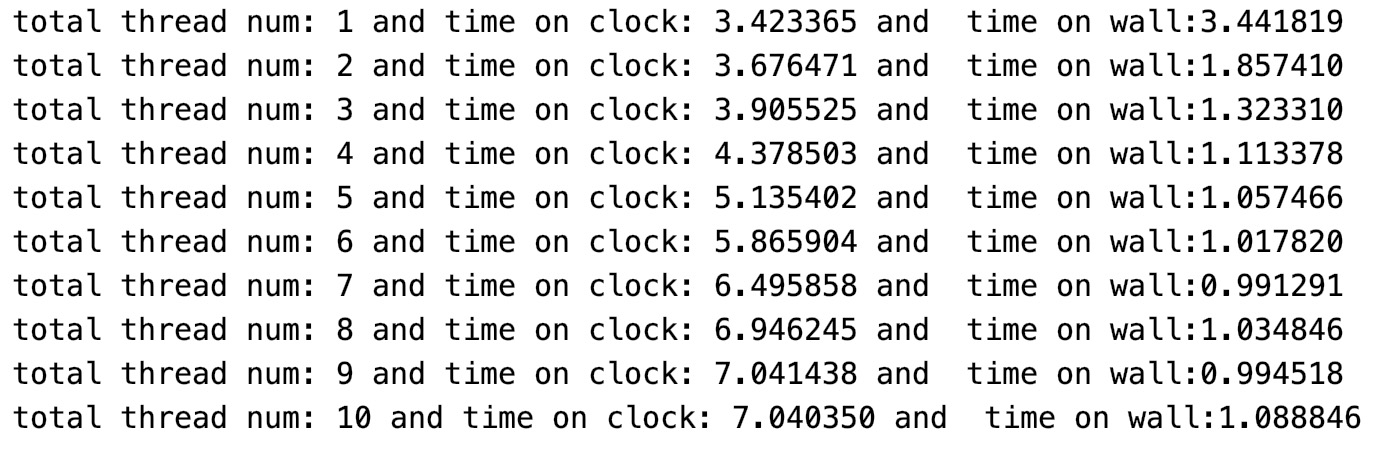 total thread num: 1 and time on clock: 3.423365 and  time on wall:3.441819
total thread num: 2 and time on clock: 3.676471 and  time on wall:1.857410
total thread num: 3 and time on clock: 3.905525 and  time on wall:1.323310
total thread num: 4 and time on clock: 4.378503 and  time on wall:1.113378
total thread num: 5 and time on clock: 5.135402 and  time on wall:1.057466
total thread num: 6 and time on clock: 5.865904 and  time on wall:1.017820
total thread num: 7 and time on clock: 6.495858 and  time on wall:0.991291
total thread num: 8 and time on clock: 6.946245 and  time on wall:1.034846
total thread num: 9 and time on clock: 7.041438 and  time on wall:0.994518
total thread num: 10 and time on clock: 7.040350 and  time on wall:1.088846